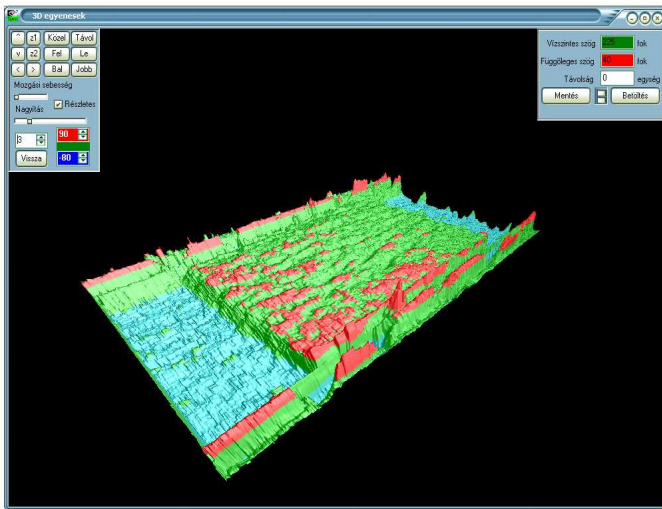 3D egyenesek
^ z1 Közel Távol
v z2 Fel Le
< > Bal Jobb
Mozgási sebesség
Nagyítás Részletes
3 90
-80
Vissza
Vízszintes szög 225 fok
Függőleges szög 40 fok
Távolság 0 egység
Mentés Betöltés